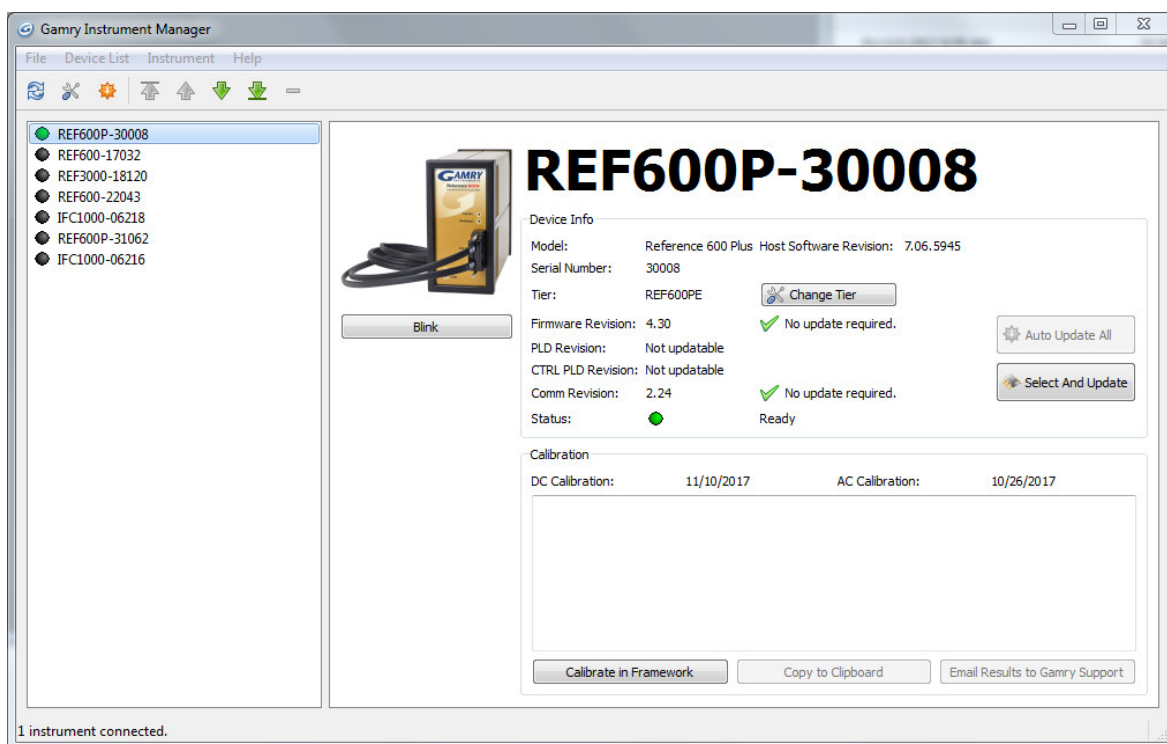 Gamry Instrument Manager
File Device List Instrument Help
REF600P-30008
REF600-17032
REF3000-18120
REF600-22043
IFC1000-06218
REF600P-31062
IFC1000-06216
GAMRY
Blink
REF600P-30008
Device Info
Model: Reference 600 Plus Host Software Revision: 7.06.5945
Serial Number: 30008
Tier: REF600PE Change Tier
Firmware Revision: 4.30 No update required.
PLD Revision: Not updatable
CTRL PLD Revision: Not updatable
Comm Revision: 2.24 No update required.
Status: Ready
Auto Update All
Select And Update
Calibration
DC Calibration: 11/10/2017 AC Calibration: 10/26/2017
Calibrate in Framework Copy to Clipboard Email Results to Gamry Support
1 instrument connected.